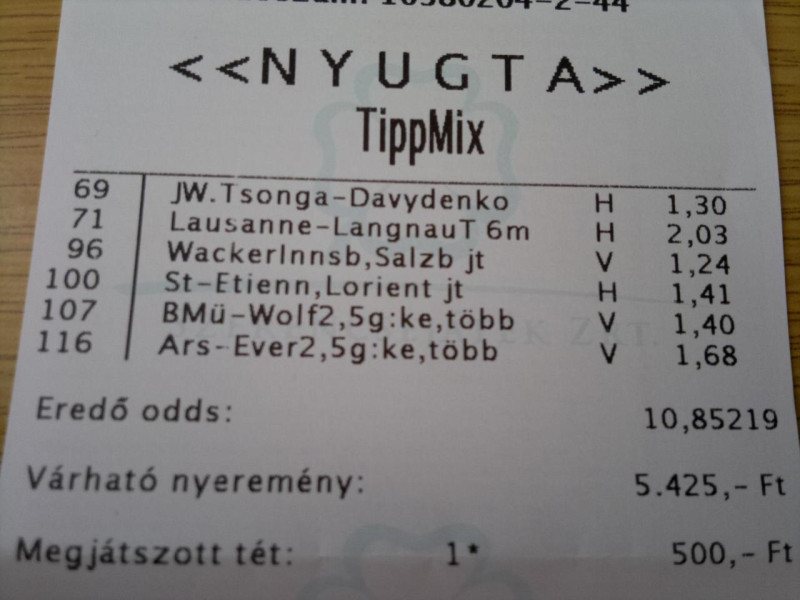 10380264-2-44
<<NYUGTA>>
TippMix
69 JW.Tsonga-Davydenko H 1,30
71 Lausanne-LangnauT 6m H 2,03
96 WackerInnsb,Salzb jt V 1,24
100 St-Etienn,Lorient jt H 1,41
107 BMü-Wolf2,5g:ke,több V 1,40
116 Ars-Ever2,5g:ke,több V 1,68
Eredő odds: 10,85219
Várható nyeremény: 5.425,- Ft
Megjátszott tét: 1* 500,- Ft